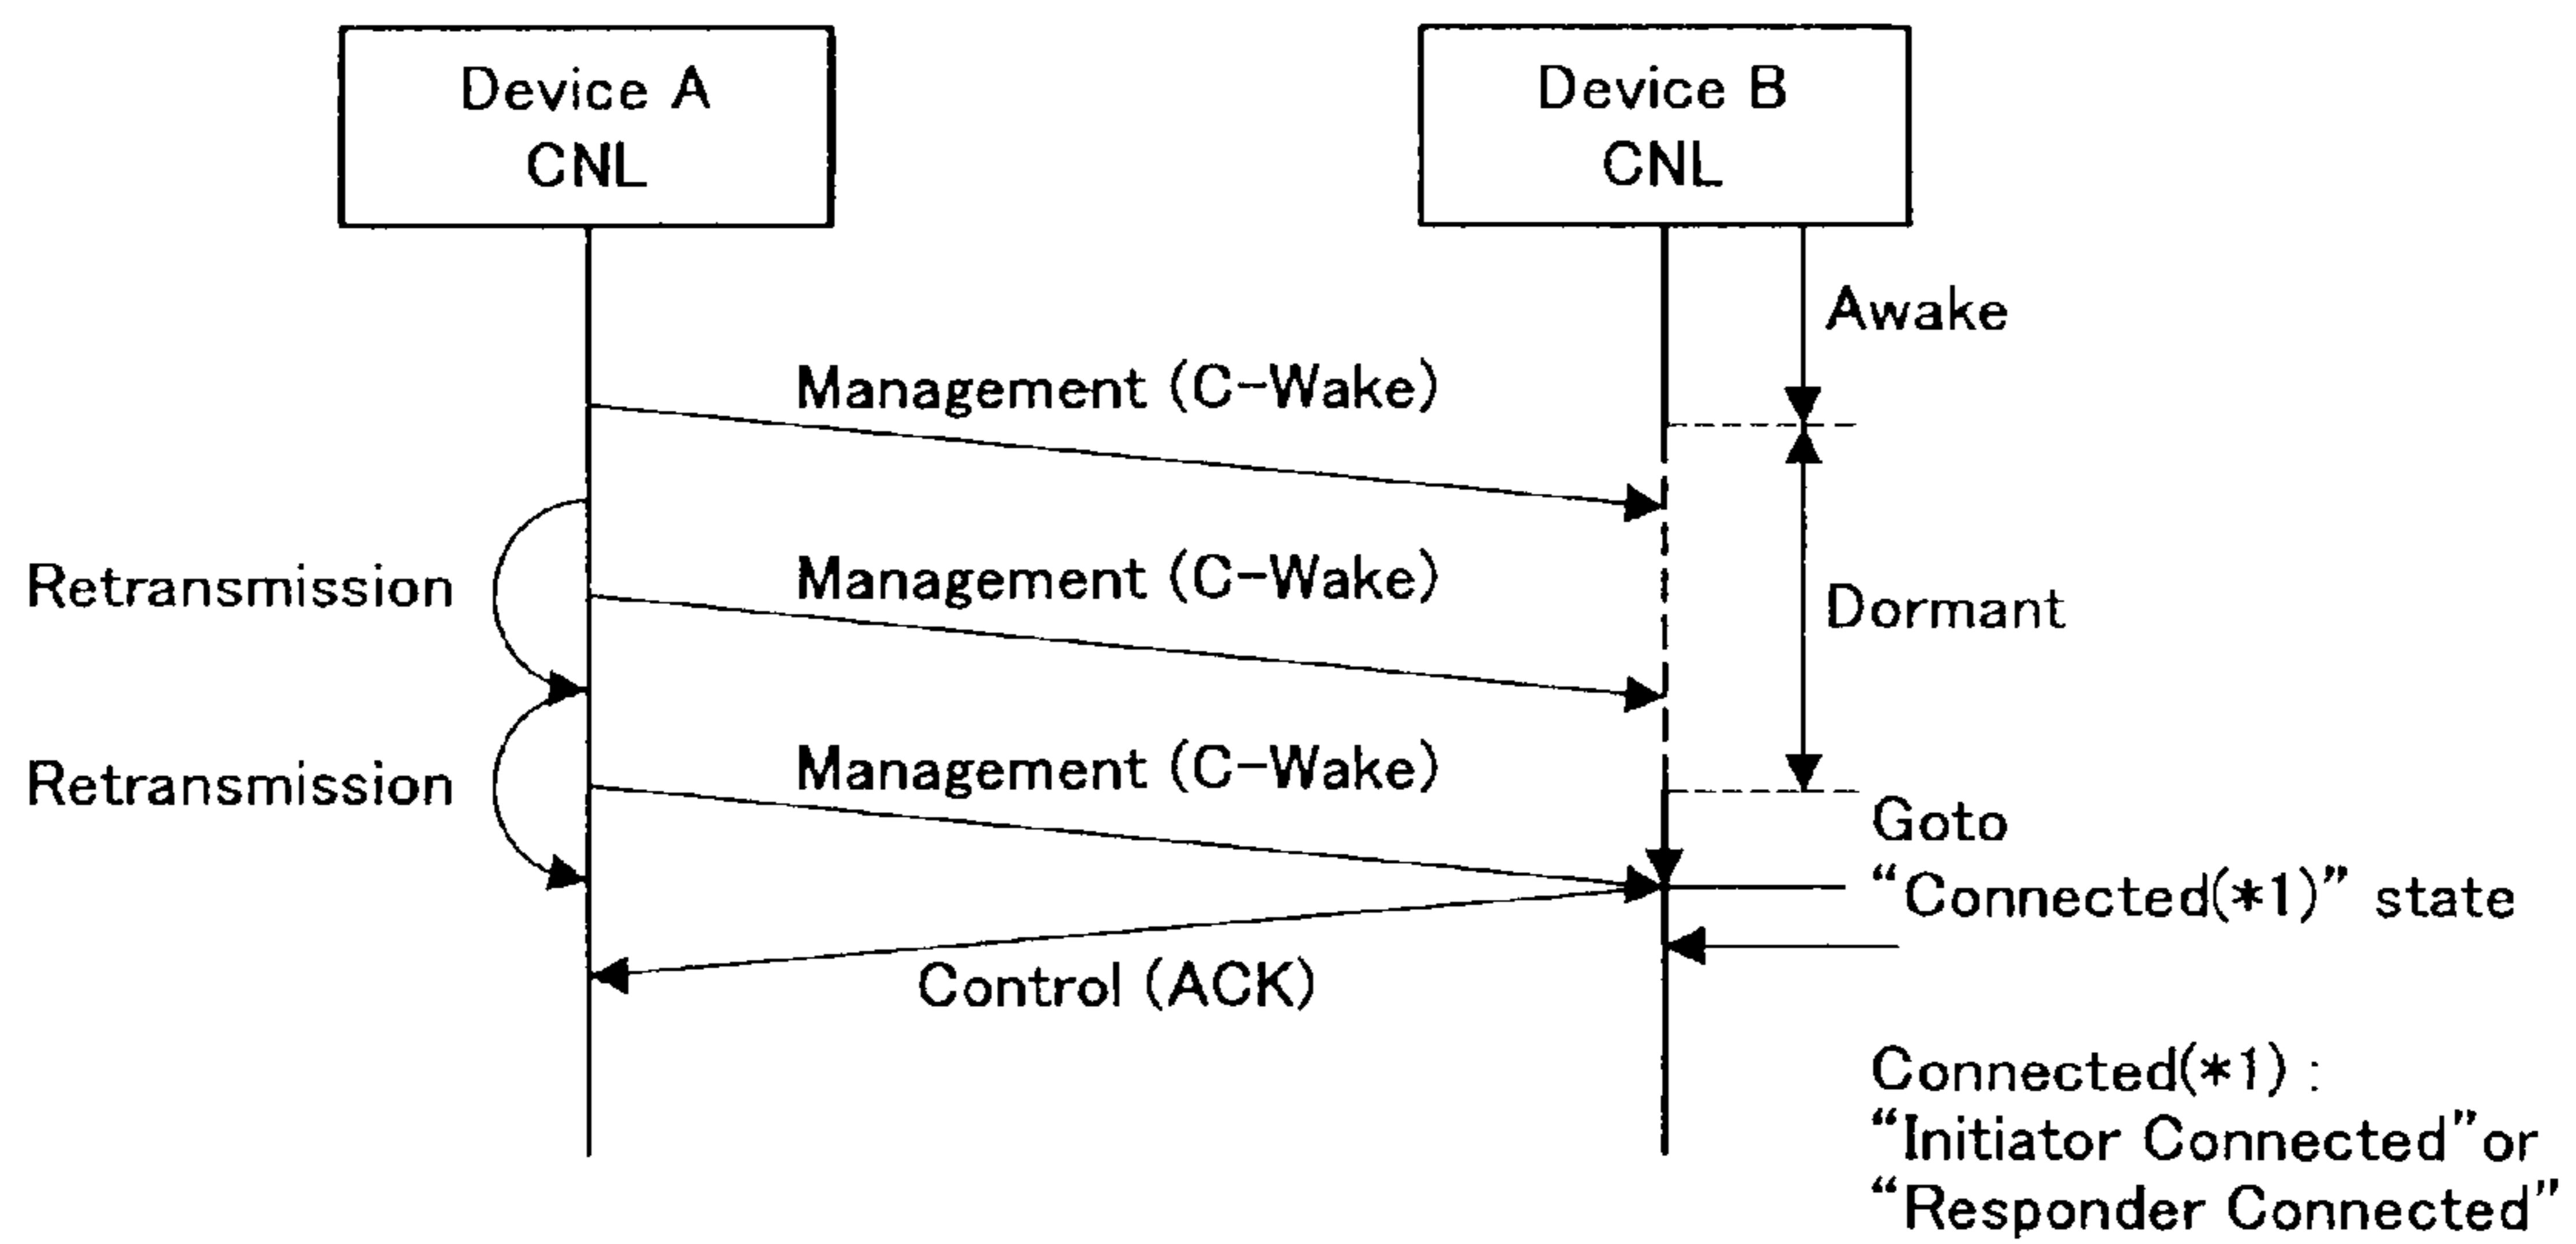 Device A
CNL
Device B
CNL
Awake
Management (C-Wake)
Retransmission
Management (C-Wake)
Dormant
Retransmission
Management (C-Wake)
Goto
“Connected(*1)” state
Control (ACK)
Connected(*1) :
“Initiator Connected”or
“Responder Connected”